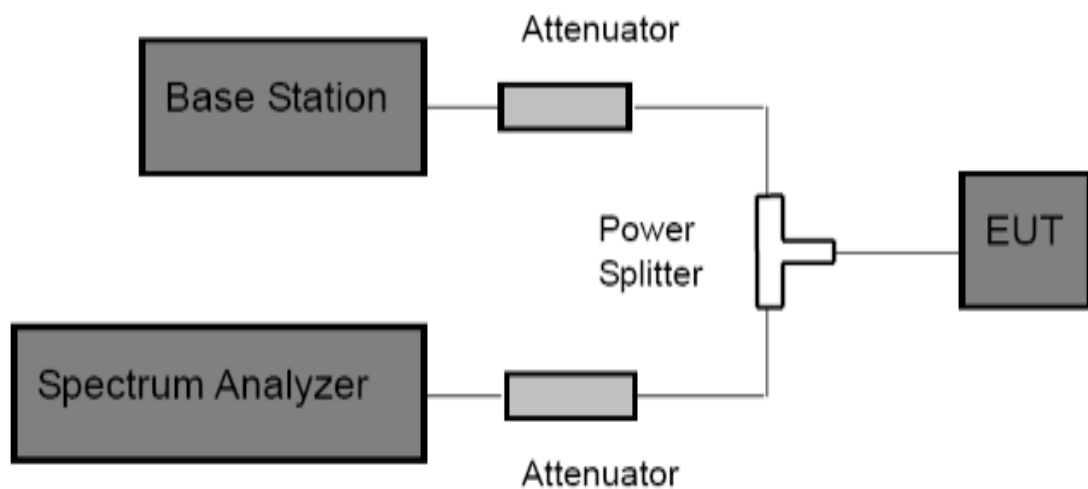 Attenuator
Base Station
Power
Splitter
EUT
Spectrum Analyzer
Attenuator